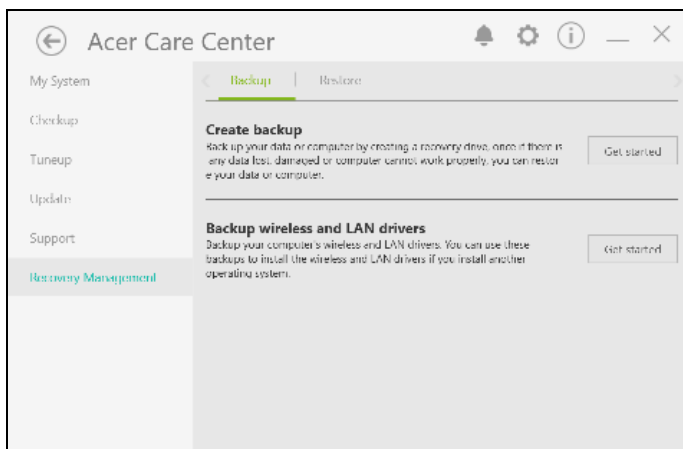 Acer Care Center
My System
Checkup
Tuneup
Update
Support
Recovery Management
Backup | Restore
Create backup
Back up your data or computer by creating a recovery drive, once if there is
any data lost, damaged or computer cannot work properly, you can restor
e your data or computer.
Get started
Backup wireless and LAN drivers
Backup your computer's wireless and LAN drivers. You can use these
backups to install the wireless and LAN drivers if you install another
operating system.
Get started